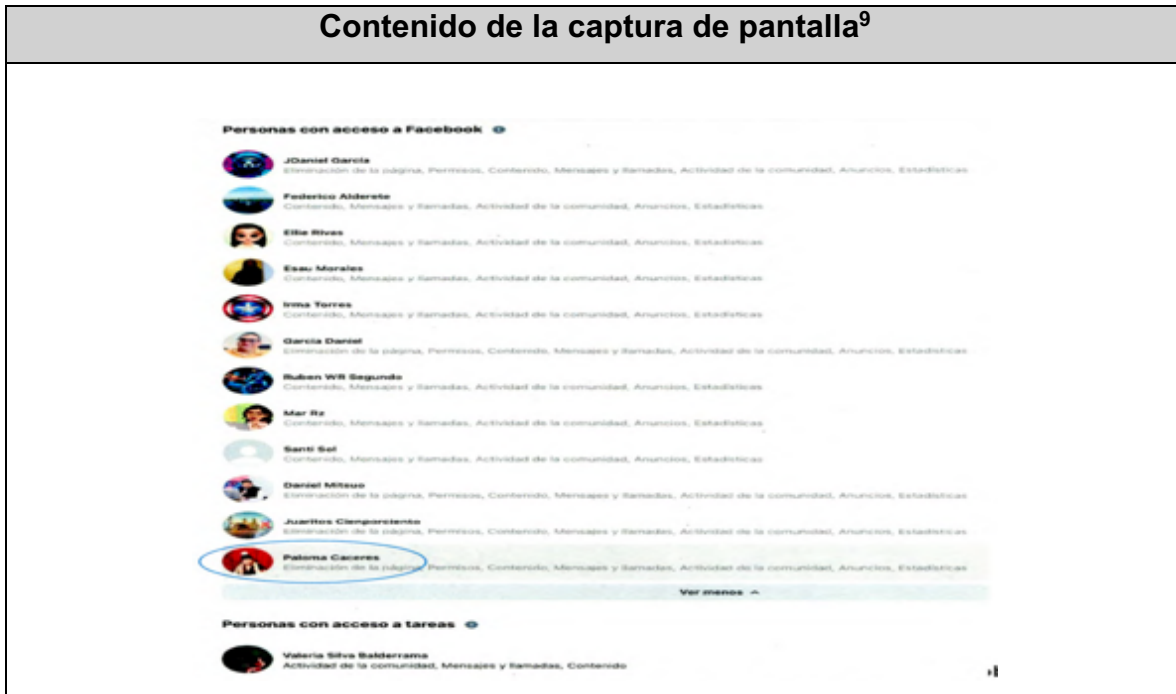 Contenido de la captura de pantalla9
Personas con acceso a Facebook
JDaniel García
Eliminación de la página, Permisos, Contenido, Mensajes y llamadas, Actividad de la comunidad, Anuncios, Estadísticas
Federico Alderete
Contenido, Mensajes y llamadas, Actividad de la comunidad, Anuncios, Estadísticas
Ellie Rivas
Contenido, Mensajes y llamadas, Actividad de la comunidad, Anuncios, Estadísticas
Esau Morales
Contenido, Mensajes y llamadas, Actividad de la comunidad, Anuncios, Estadísticas
Irma Torres
Contenido, Mensajes y llamadas, Actividad de la comunidad, Anuncios, Estadísticas
García Daniel
Eliminación de la página, Permisos, Contenido, Mensajes y llamadas, Actividad de la comunidad, Anuncios, Estadísticas
Ruben WR Segundo
Contenido, Mensajes y llamadas, Actividad de la comunidad, Anuncios, Estadísticas
Mar Rz
Contenido, Mensajes y llamadas, Actividad de la comunidad, Anuncios, Estadísticas
Santi Sol
Contenido, Mensajes y llamadas, Actividad de la comunidad, Anuncios, Estadísticas
Daniel Mitsuo
Eliminación de la página, Permisos, Contenido, Mensajes y llamadas, Actividad de la comunidad, Anuncios, Estadísticas
Juaritos Cienporciento
Eliminación de la página, Permisos, Contenido, Mensajes y llamadas, Actividad de la comunidad, Anuncios, Estadísticas
Paloma Caceres
Eliminación de la página, Permisos, Contenido, Mensajes y llamadas, Actividad de la comunidad, Anuncios, Estadísticas
Ver menos
Personas con acceso a tareas
Valeria Silva Balderrama
Actividad de la comunidad, Mensajes y llamadas, Contenido